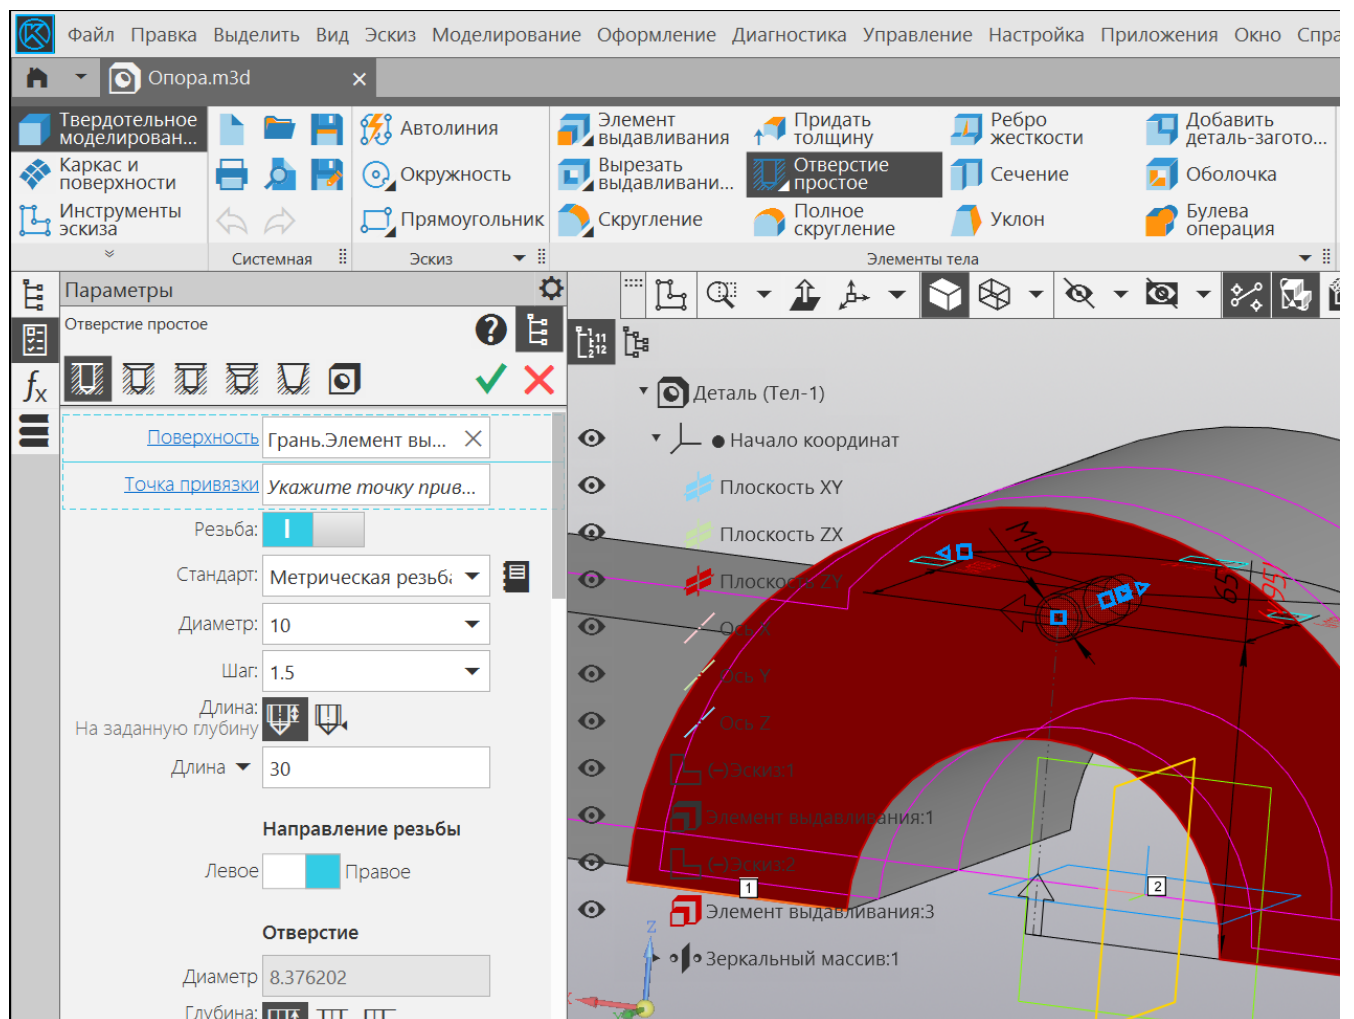 Файл Правка Выделить Вид Эскиз Моделирование Оформление Диагностика Управление Настройка Приложения Окно Спра
Опора.m3d
Твердотельное
моделирован...
Каркас и
поверхности
Инструменты
эскиза
Системная
Автолиния
Окружность
Прямоугольник
Эскиз
Элемент
выдавливания
Вырезать
выдавливани...
Скругление
Придать
толщину
Отверстие
простое
Полное
скругление
Ребро
жесткости
Сечение
Уклон
Добавить
деталь-загото...
Оболочка
Булева
операция
Элементы тела
Параметры
Отверстие простое
Поверхность Грань.Элемент вы...
Точка привязки Укажите точку прив...
Резьба:
Стандарт: Метрическая резьба
Диаметр: 10
Шаг: 1.5
Длина:
На заданную глубину
Длина 30
Направление резьбы
Левое Правое
Отверстие
Диаметр 8.376202
Глубина:
Деталь (Тел-1)
Начало координат
Плоскость XY
Плоскость ZX
Плоскость ZY
Ось X
Ось Y
Ось Z
(-)Эскиз:1
Элемент выдавливания:1
(-)Эскиз:2
Элемент выдавливания:3
Зеркальный массив:1
M10
65
1
2
Z
X